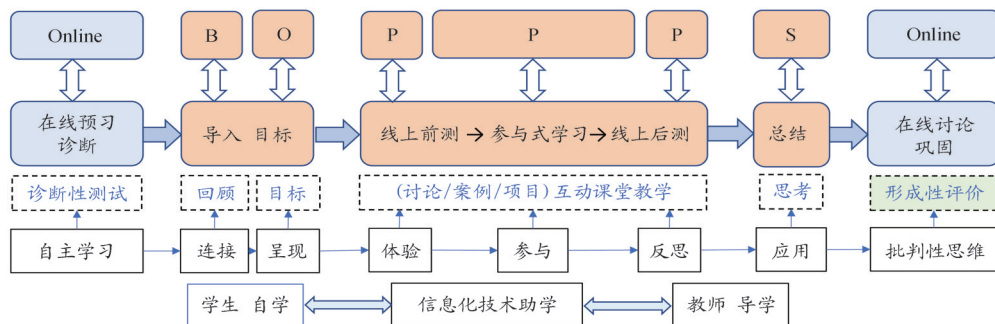 Online B O P P P S Online
在线预习 诊断
导入 目标
线上前测→参与式学习→线上后测
总结
在线讨论 巩固
诊断性测试 回顾 目标 (讨论/案例/项目) 互动课堂教学 思考 形成性评价
自主学习 连接 呈现 体验 参与 反思 应用 批判性思维
学生 自学 信息化技术助学 教师 导学